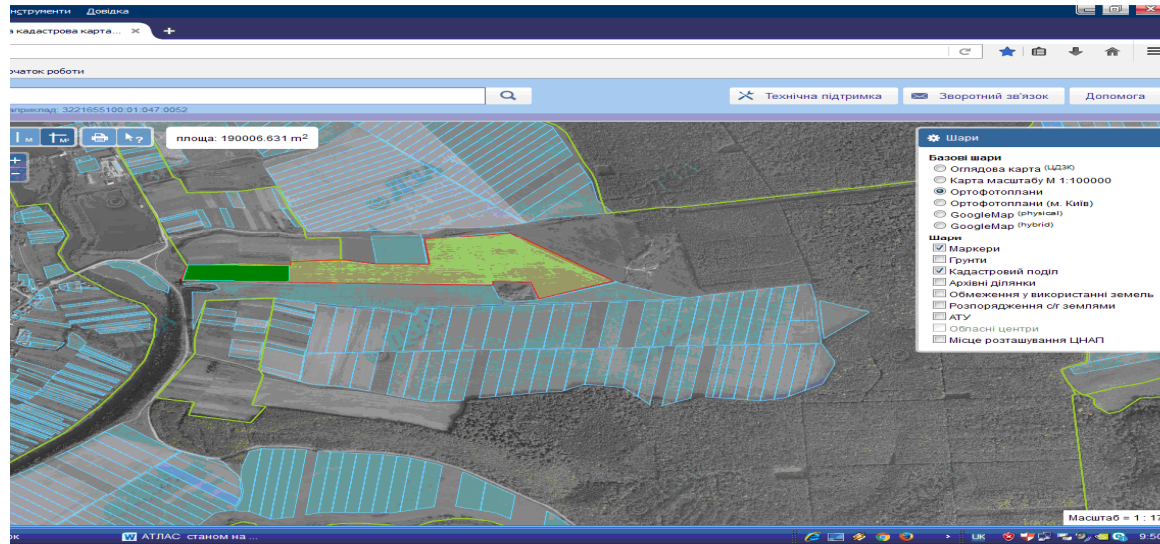 нструменти Довідка
а кадастрова карта... × +
очаток роботи
априклад: 3221655100:01:047:0052
Технічна підтримка
Зворотний зв'язок
Допомога
м
м²
?
площа: 190006.631 m2
+
−
Шари
Базові шари
Оглядова карта (ЦДЗК)
Карта масштабу М 1:100000
Ортофотоплани
Ортофотоплани (м. Київ)
GoogleMap (physical)
GoogleMap (hybrid)
Шари
Маркери
Грунти
Кадастровий поділ
Архівні ділянки
Обмеження у використанні земель
Розпорядження с/г землями
АТУ
Обласні центри
Місце розташування ЦНАП
Масштаб = 1 : 17
ок
АТЛАС станом на ...
UK
9:50